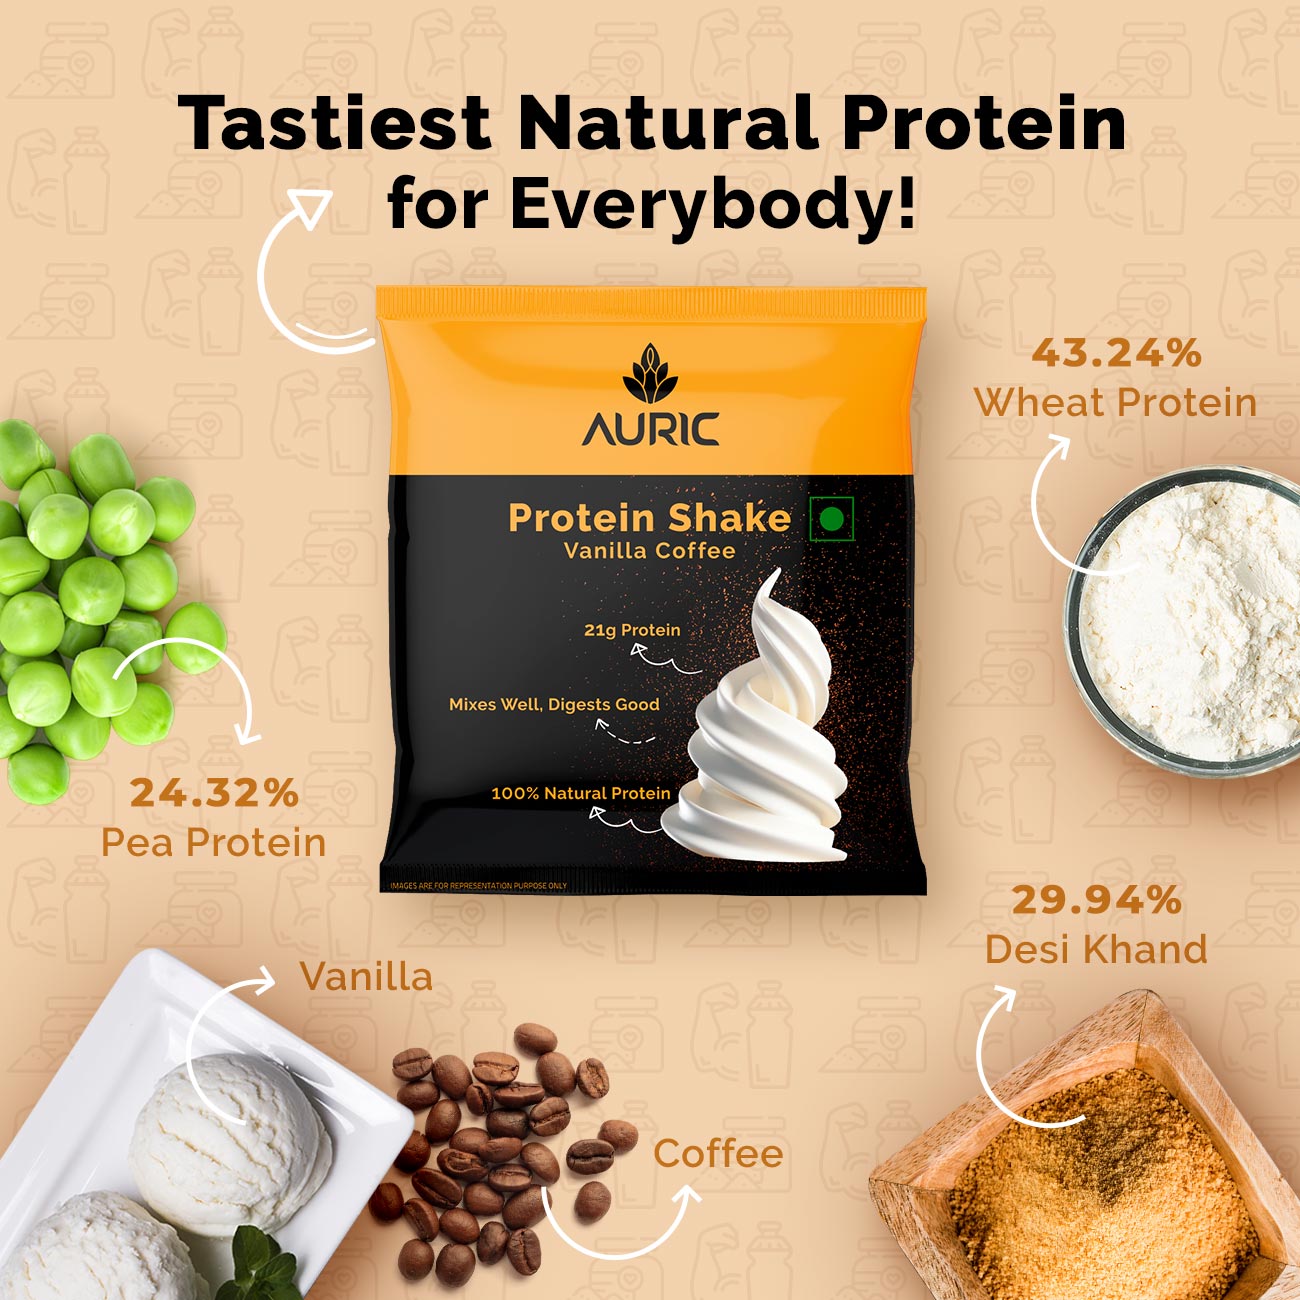 Tastiest Natural Protein
for Everybody!
AURIC
Protein Shake
Vanilla Coffee
21g Protein
Mixes Well, Digests Good
100% Natural Protein
IMAGES ARE FOR REPRESENTATION PURPOSE ONLY
43.24%
Wheat Protein
24.32%
Pea Protein
29.94%
Desi Khand
Vanilla
Coffee